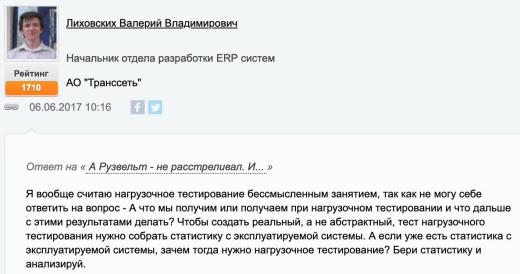 Лиховских Валерий Владимирович
Начальник отдела разработки ERP систем
Рейтинг
1710
АО "Транссеть"
06.06.2017 10:16
Ответ на « А Рузвельт - не расстреливал. И... »
Я вообще считаю нагрузочное тестирование бессмысленным занятием, так как не могу себе
ответить на вопрос - А что мы получим или получаем при нагрузочном тестировании и что дальше
с этими результатами делать? Чтобы создать реальный, а не абстрактный, тест нагрузочного
тестирования нужно собрать статистику с эксплуатируемой системы. А если уже есть статистика с
эксплуатируемой системы, зачем тогда нужно нагрузочное тестирование? Бери статистику и
анализируй.